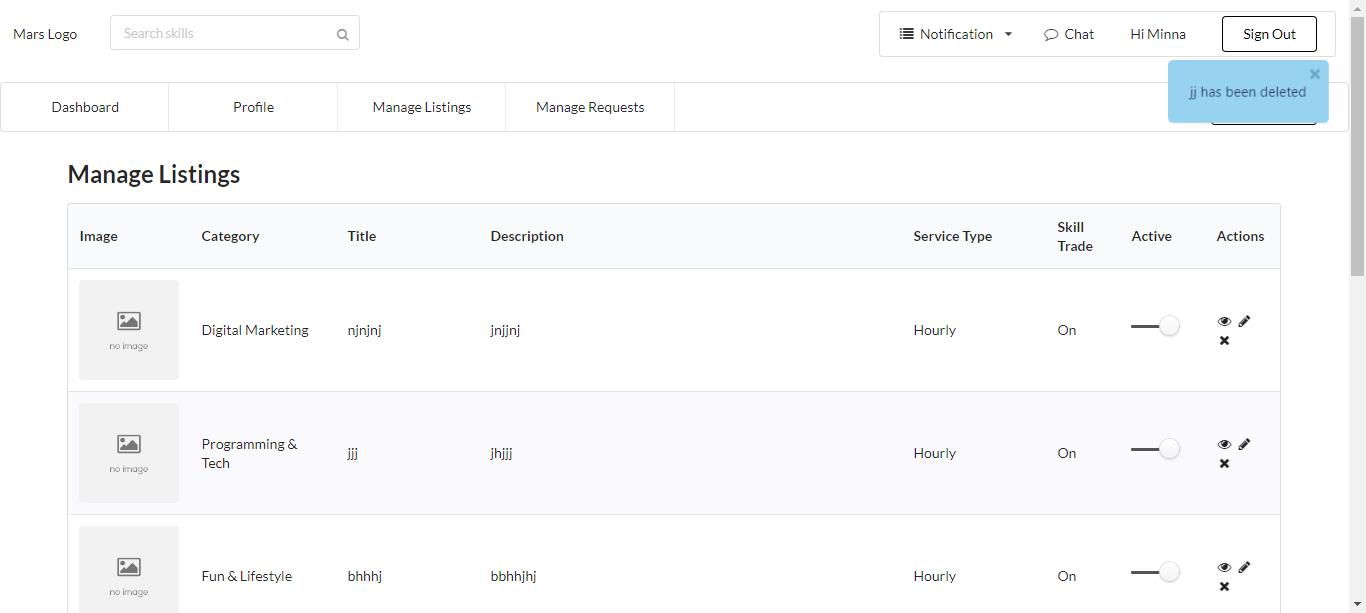 Mars Logo
Search skills
Notification
Chat
Hi Minna
Sign Out
jj has been deleted
Dashboard
Profile
Manage Listings
Manage Requests
Manage Listings
Image
Category
Title
Description
Service Type
Skill
Trade
Active
Actions
no image
Digital Marketing
njnjnj
jnjjnj
Hourly
On
no image
Programming &
Tech
jjj
jhjjj
Hourly
On
no image
Fun & Lifestyle
bhhhj
bbhhjhj
Hourly
On